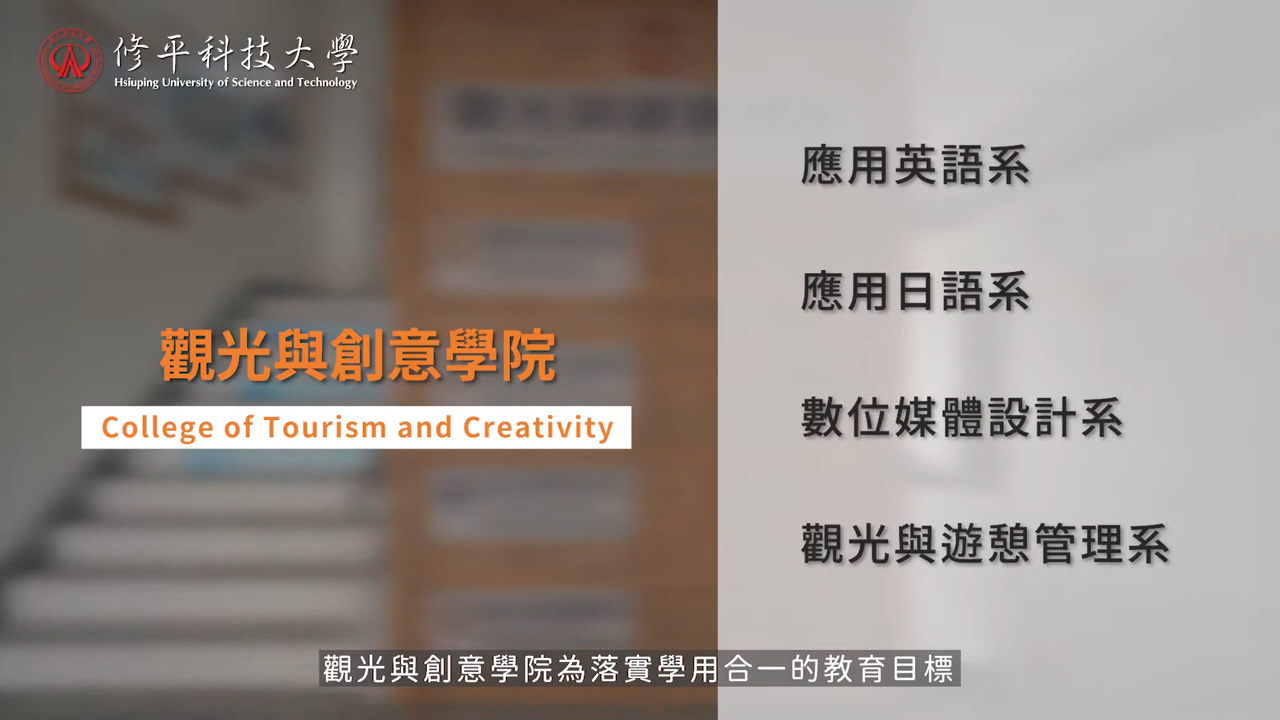 修平科技大學
Hsiuping University of Science and Technology
觀光與創意學院
College of Tourism and Creativity
應用英語系
應用日語系
數位媒體設計系
觀光與遊憩管理系
觀光與創意學院為落實學用合一的教育目標